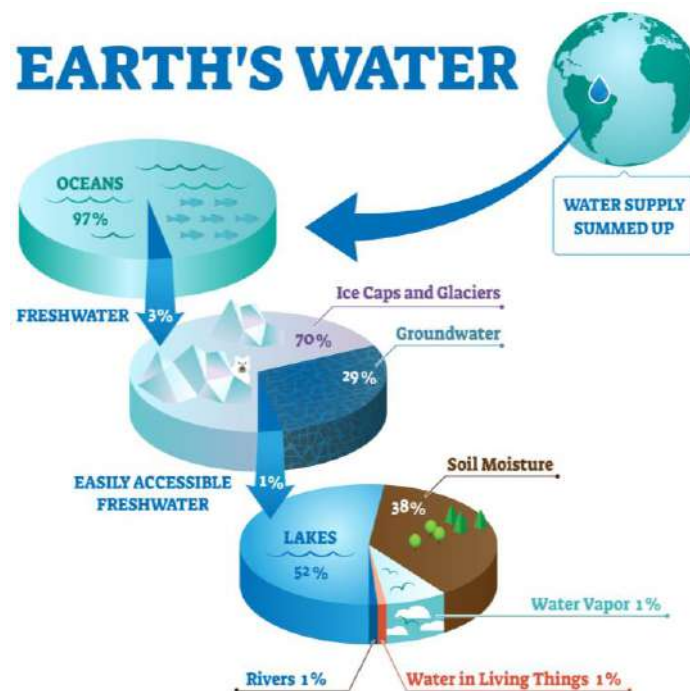 EARTH'S WATER
WATER SUPPLY
SUMMED UP
OCEANS
97%
FRESHWATER
3%
Ice Caps and Glaciers
70%
Groundwater
29%
EASILY ACCESSIBLE
FRESHWATER
1%
Soil Moisture
38%
LAKES
52%
Water Vapor 1%
Rivers 1%
Water in Living Things 1%